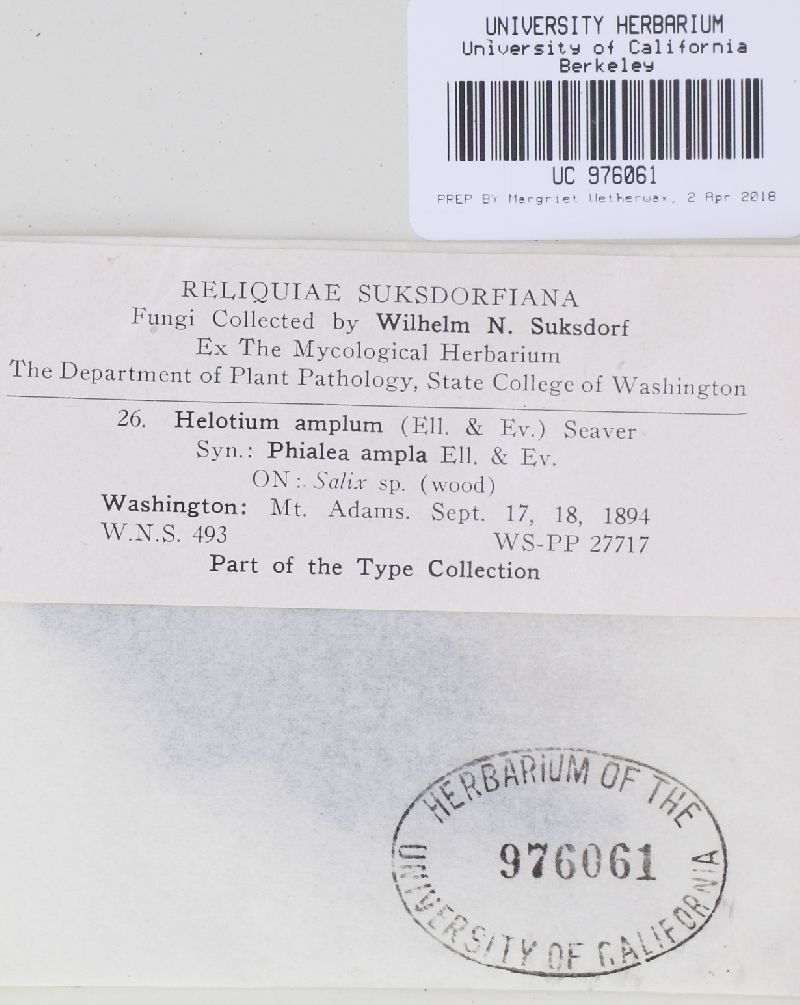 UNIVERSITY HERBARIUM
University of California
Berkeley
UC 976061
PREP BY Margriet Wetherwax, 2 Apr 2018
RELIQUIAE SUKSDORFIANA
Fungi Collected by Wilhelm N. Suksdorf
Ex The Mycological Herbarium
The Department of Plant Pathology, State College of Washington
26. Helotium amplum (Ell. & Ev.) Seaver
Syn.: Phialea ampla Ell. & Ev.
ON: Salix sp. (wood)
Washington: Mt. Adams. Sept. 17, 18, 1894
W.N.S. 493 WS-PP 27717
Part of the Type Collection
HERBARIUM OF THE
976061
UNIVERSITY OF CALIFORNIA